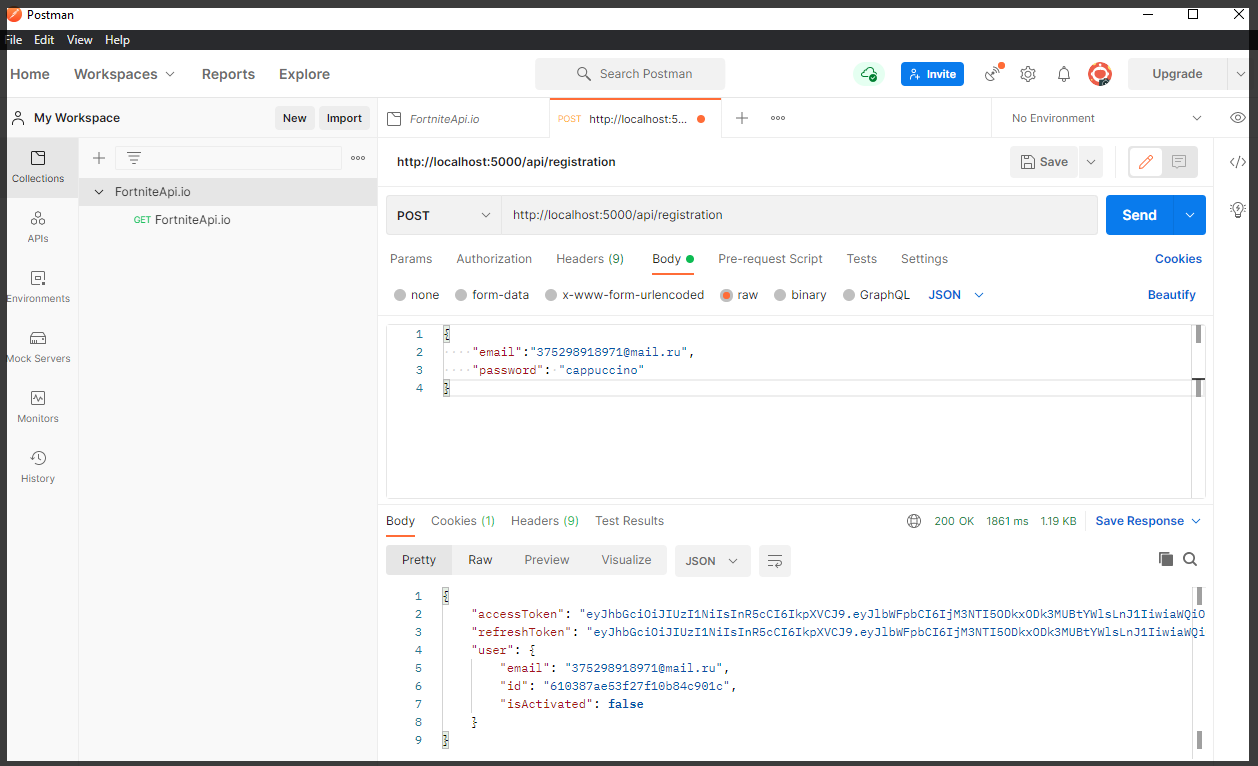 Postman
File Edit View Help
Home Workspaces Reports Explore Search Postman Invite Upgrade
My Workspace New Import FortniteApi.io POST http://localhost:5... No Environment
Collections
APIs
Environments
Mock Servers
Monitors
History
FortniteApi.io
GET FortniteApi.io
http://localhost:5000/api/registration Save
POST http://localhost:5000/api/registration Send
Params Authorization Headers (9) Body Pre-request Script Tests Settings Cookies
none form-data x-www-form-urlencoded raw binary GraphQL JSON Beautify
1 {
2 "email":"375298918971@mail.ru",
3 "password": "cappuccino"
4 }
Body Cookies (1) Headers (9) Test Results 200 OK 1861 ms 1.19 KB Save Response
Pretty Raw Preview Visualize JSON
1 {
2 "accessToken": "eyJhbGciOiJIUzI1NiIsInR5cCI6IkpXVCJ9.eyJlbWFpbCI6IjM3NTI5ODkxODk3MUBtYWlsLnJ1IiwiaWQiO
3 "refreshToken": "eyJhbGciOiJIUzI1NiIsInR5cCI6IkpXVCJ9.eyJlbWFpbCI6IjM3NTI5ODkxODk3MUBtYWlsLnJ1IiwiaWQi
4 "user": {
5 "email": "375298918971@mail.ru",
6 "id": "610387ae53f27f10b84c901c",
7 "isActivated": false
8 }
9 }